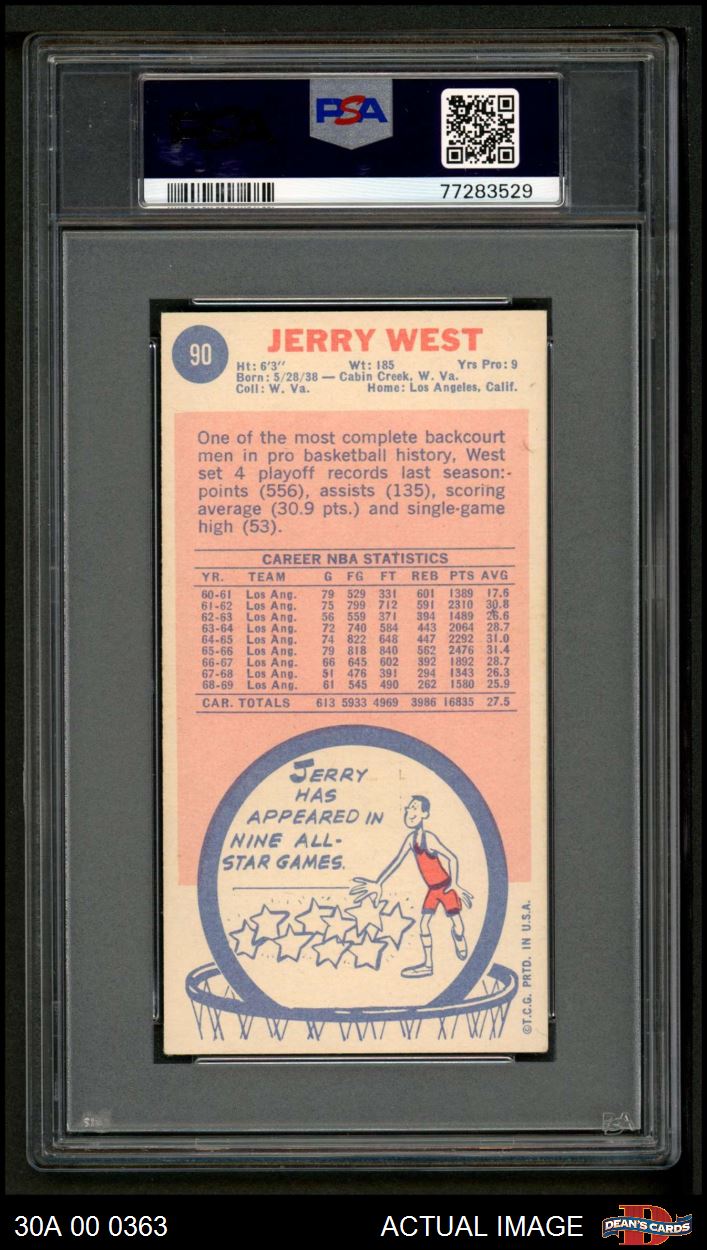 PSA
PSA
77283529
90
JERRY WEST
Ht: 6'3" Wt: 185 Yrs Pro: 9
Born: 5/28/38 — Cabin Creek, W. Va.
Coll: W. Va. Home: Los Angeles, Calif.
One of the most complete backcourt
men in pro basketball history, West
set 4 playoff records last season:-
points (556), assists (135), scoring
average (30.9 pts.) and single-game
high (53).
CAREER NBA STATISTICS
YR. TEAM G FG FT REB PTS AVG
60-61 Los Ang. 79 529 331 601 1389 17.6
61-62 Los Ang. 75 799 712 591 2310 30.8
62-63 Los Ang. 56 559 371 394 1489 26.6
63-64 Los Ang. 72 740 584 443 2064 28.7
64-65 Los Ang. 74 822 648 447 2292 31.0
65-66 Los Ang. 79 818 840 562 2476 31.4
66-67 Los Ang. 66 645 602 392 1892 28.7
67-68 Los Ang. 51 476 391 294 1343 26.3
68-69 Los Ang. 61 545 490 262 1580 25.9
CAR. TOTALS 613 5933 4969 3986 16835 27.5
JERRY
HAS
APPEARED IN
NINE ALL-
STAR GAMES.
©T.C.G. PRTD. IN U.S.A.
PSA
30A 00 0363 ACTUAL IMAGE DEAN'S CARDS